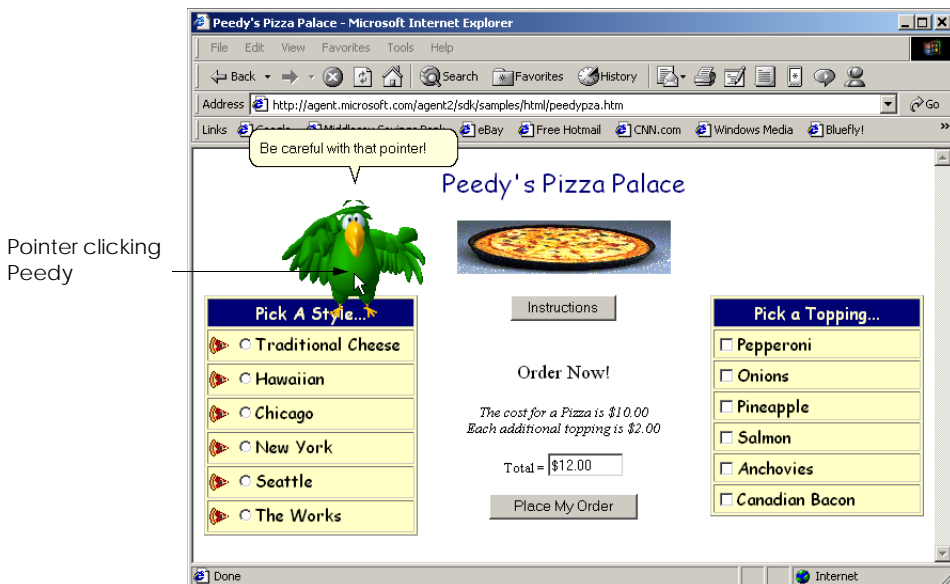 Peedy's Pizza Palace - Microsoft Internet Explorer
File Edit View Favorites Tools Help
Back Search Favorites History
Address http://agent.microsoft.com/agent2/sdk/samples/html/peedypza.htm Go
Links eBay Free Hotmail CNN.com Windows Media Bluefly! »
Be careful with that pointer!
Peedy's Pizza Palace
Pointer clicking
Peedy
Pick A Style...
Traditional Cheese
Hawaiian
Chicago
New York
Seattle
The Works
Instructions
Order Now!
The cost for a Pizza is $10.00
Each additional topping is $2.00
Total = $12.00
Place My Order
Pick a Topping...
Pepperoni
Onions
Pineapple
Salmon
Anchovies
Canadian Bacon
Done Internet